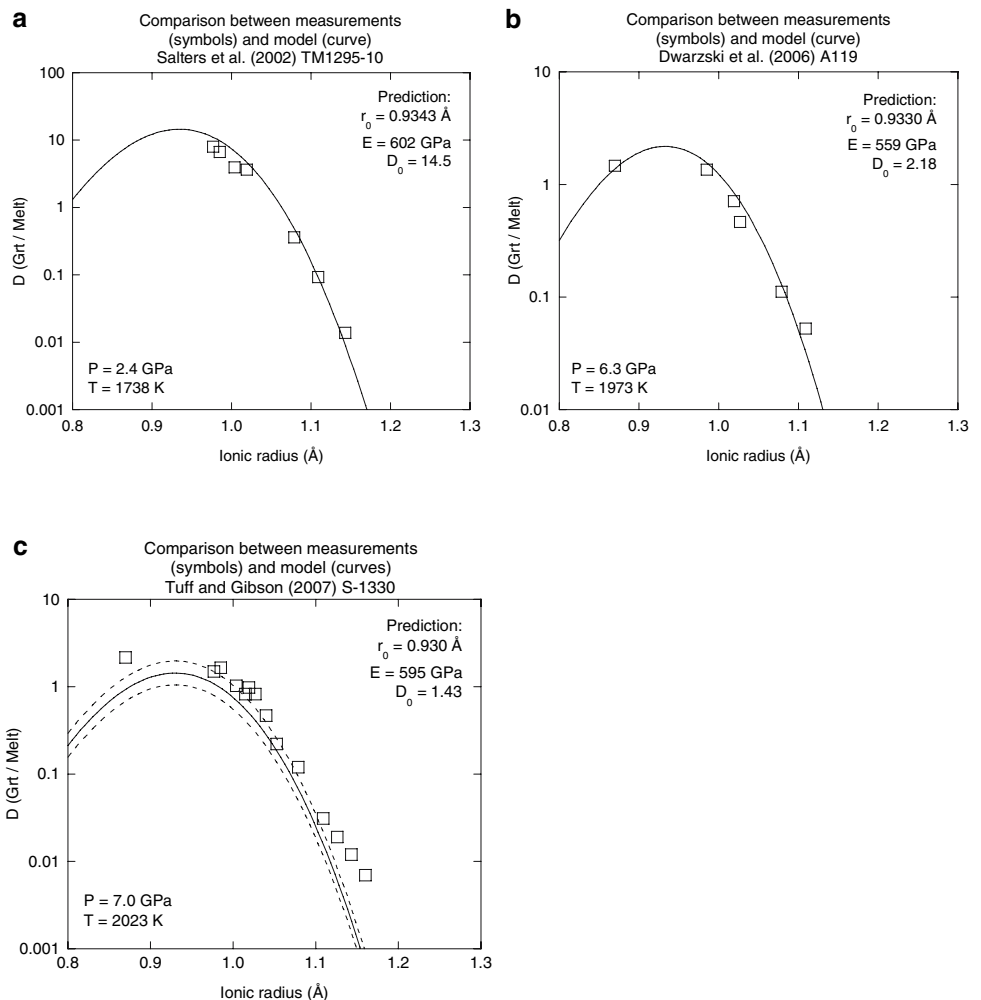 a
Comparison between measurements
(symbols) and model (curve)
Salters et al. (2002) TM1295-10
100
10
1
0.1
0.01
0.001
D (Grt / Melt)
Prediction:
r0 = 0.9343 Å
E = 602 GPa
D0 = 14.5
P = 2.4 GPa
T = 1738 K
0.8 0.9 1.0 1.1 1.2 1.3
Ionic radius (Å)
b
Comparison between measurements
(symbols) and model (curve)
Dwarzski et al. (2006) A119
10
1
0.1
0.01
D (Grt / Melt)
Prediction:
r0 = 0.9330 Å
E = 559 GPa
D0 = 2.18
P = 6.3 GPa
T = 1973 K
0.8 0.9 1.0 1.1 1.2 1.3
Ionic radius (Å)
c
Comparison between measurements
(symbols) and model (curves)
Tuff and Gibson (2007) S-1330
10
1
0.1
0.01
0.001
D (Grt / Melt)
Prediction:
r0 = 0.930 Å
E = 595 GPa
D0 = 1.43
P = 7.0 GPa
T = 2023 K
0.8 0.9 1.0 1.1 1.2 1.3
Ionic radius (Å)